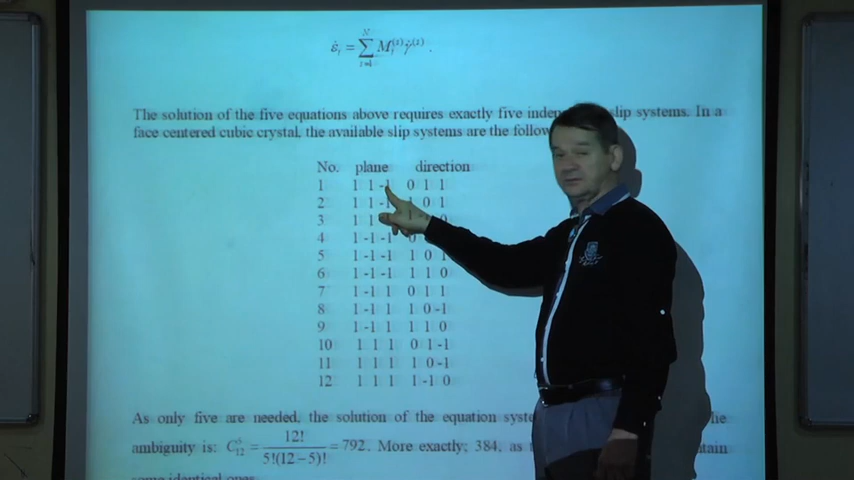 ε̇ᵢ = Σ Mᵢ⁽ˢ⁾ γ̇⁽ˢ⁾ .
The solution of the five equations above requires exactly five slip systems. In a
face centered cubic crystal, the available slip systems are the
No. plane direction
1 1 1 -1 0 1 1
2 1 1 -1 1 0 1
3 1 1 0
4 1 -1 -1 0
5 1 -1 -1 1 0 1
6 1 -1 -1 1 1 0
7 1 -1 1 0 1 1
8 1 -1 1 1 0 -1
9 1 -1 1 1 1 0
10 1 1 1 0 1 -1
11 1 1 1 1 0 -1
12 1 1 1 1 -1 0
As only five are needed, the solution of the equation
ambiguity is: C₁₂⁵ = 12! / 5!(12-5)! = 792. More exactly; 384, as
some identical